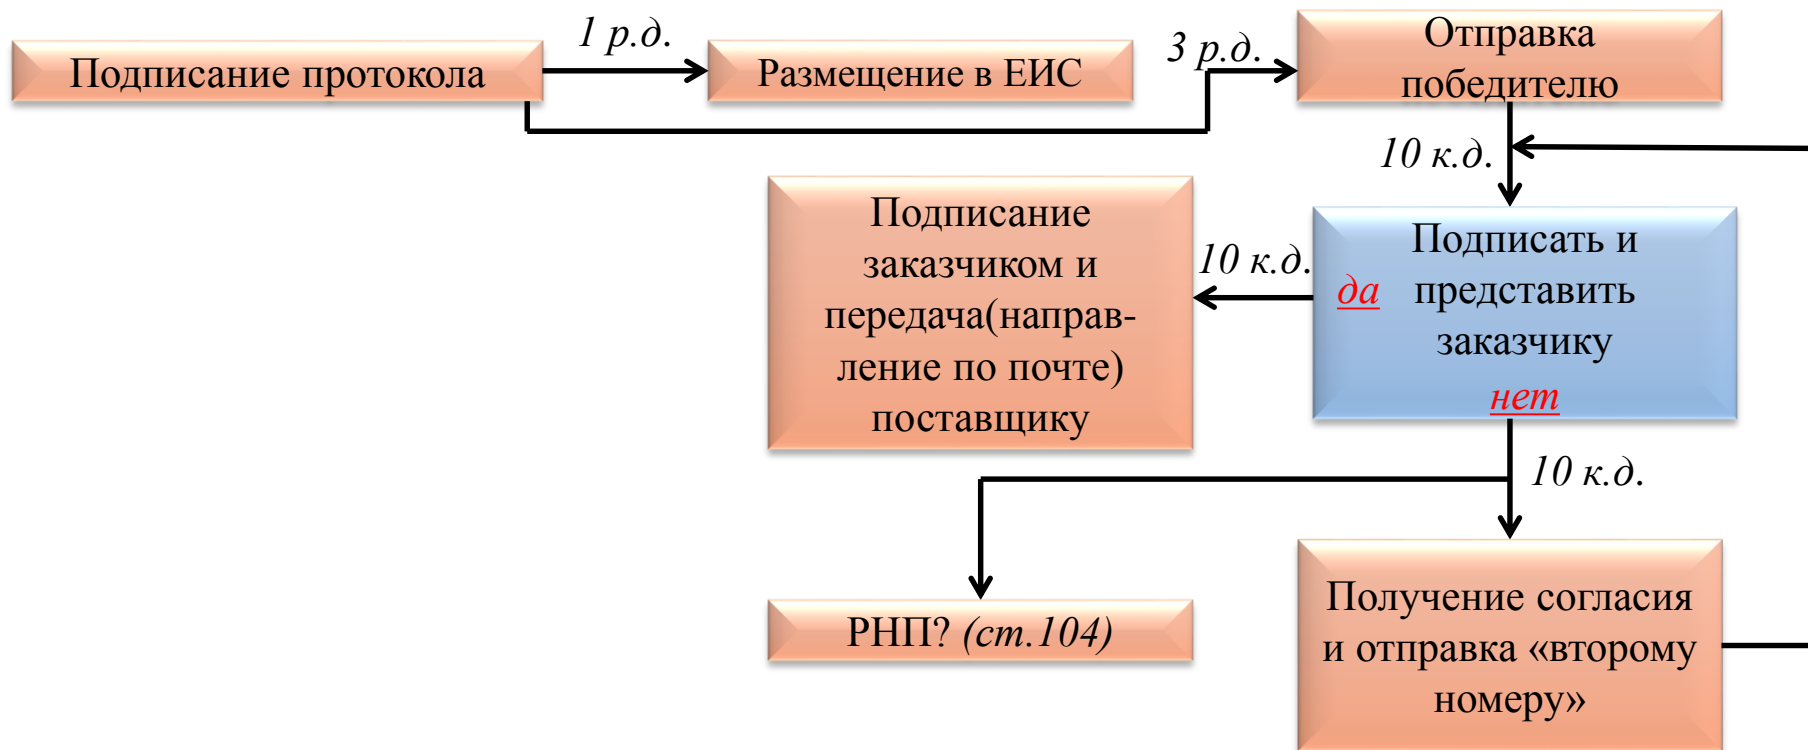 Подписание протокола
1 р.д.
Размещение в ЕИС
3 р.д.
Отправка
победителю
10 к.д.
Подписать и
да представить
заказчику
нет
10 к.д.
Подписание
заказчиком и
передача(направ-
ление по почте)
поставщику
10 к.д.
РНП? (ст.104)
Получение согласия
и отправка «второму
номеру»